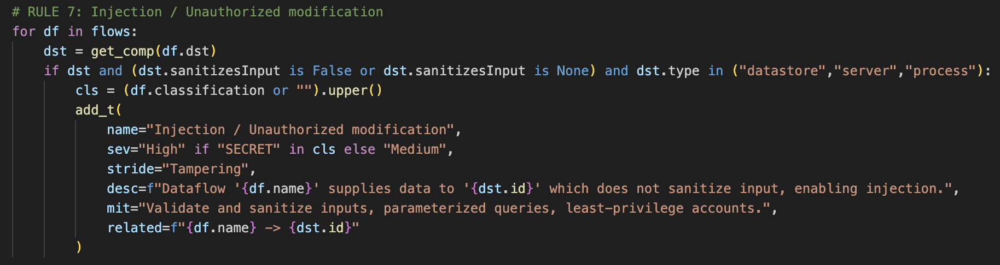 # RULE 7: Injection / Unauthorized modification
for df in flows:
    dst = get_comp(df.dst)
    if dst and (dst.sanitizesInput is False or dst.sanitizesInput is None) and dst.type in ("datastore","server","process"):
        cls = (df.classification or "").upper()
        add_t(
            name="Injection / Unauthorized modification",
            sev="High" if "SECRET" in cls else "Medium",
            stride="Tampering",
            desc=f"Dataflow '{df.name}' supplies data to '{dst.id}' which does not sanitize input, enabling injection.",
            mit="Validate and sanitize inputs, parameterized queries, least-privilege accounts.",
            related=f"{df.name} -> {dst.id}"
        )